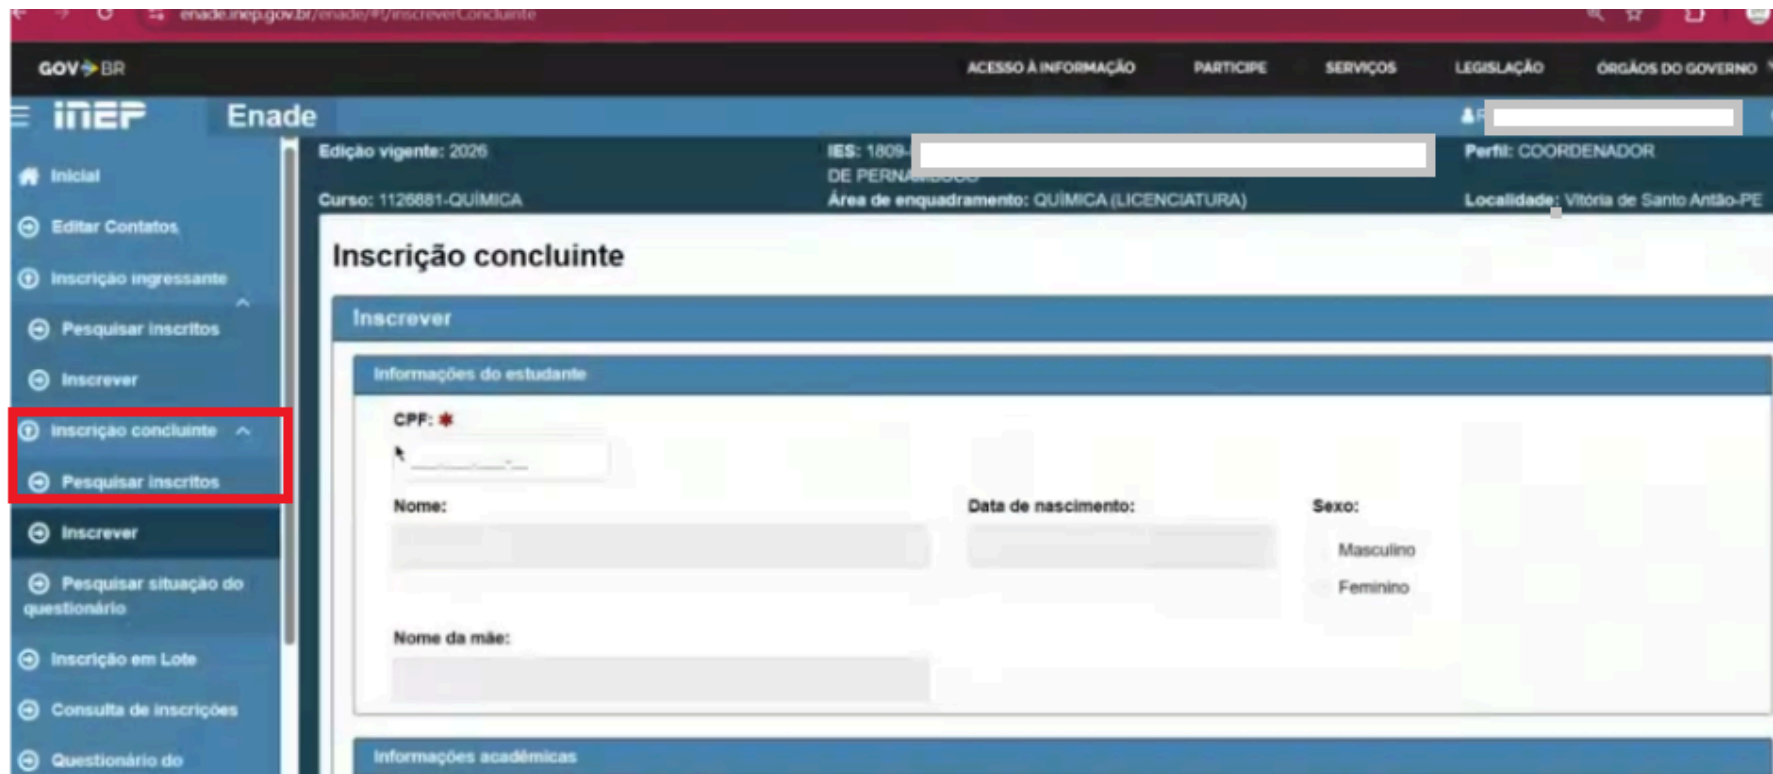 enade.inep.gov.br/enade/#!/inscreverConcluinte
GOV BR
ACESSO À INFORMAÇÃO PARTICIPE SERVIÇOS LEGISLAÇÃO ÓRGÃOS DO GOVERNO
inep Enade
Edição vigente: 2026 IES: 1809- Perfil: COORDENADOR
DE
Curso: 1126881-QUÍMICA Área de enquadramento: QUÍMICA (LICENCIATURA) Localidade: Vitória de Santo Antão-PE
Inicial
Editar Contatos
Inscrição ingressante
Pesquisar inscritos
Inscrever
Inscrição concluinte
Pesquisar inscritos
Inscrever
Pesquisar situação do
questionário
Inscrição em Lote
Consulta de inscrições
Questionário do
Inscrição concluinte
Inscrever
Informações do estudante
CPF: *
Nome: Data de nascimento: Sexo:
Masculino
Feminino
Nome da mãe:
Informações acadêmicas